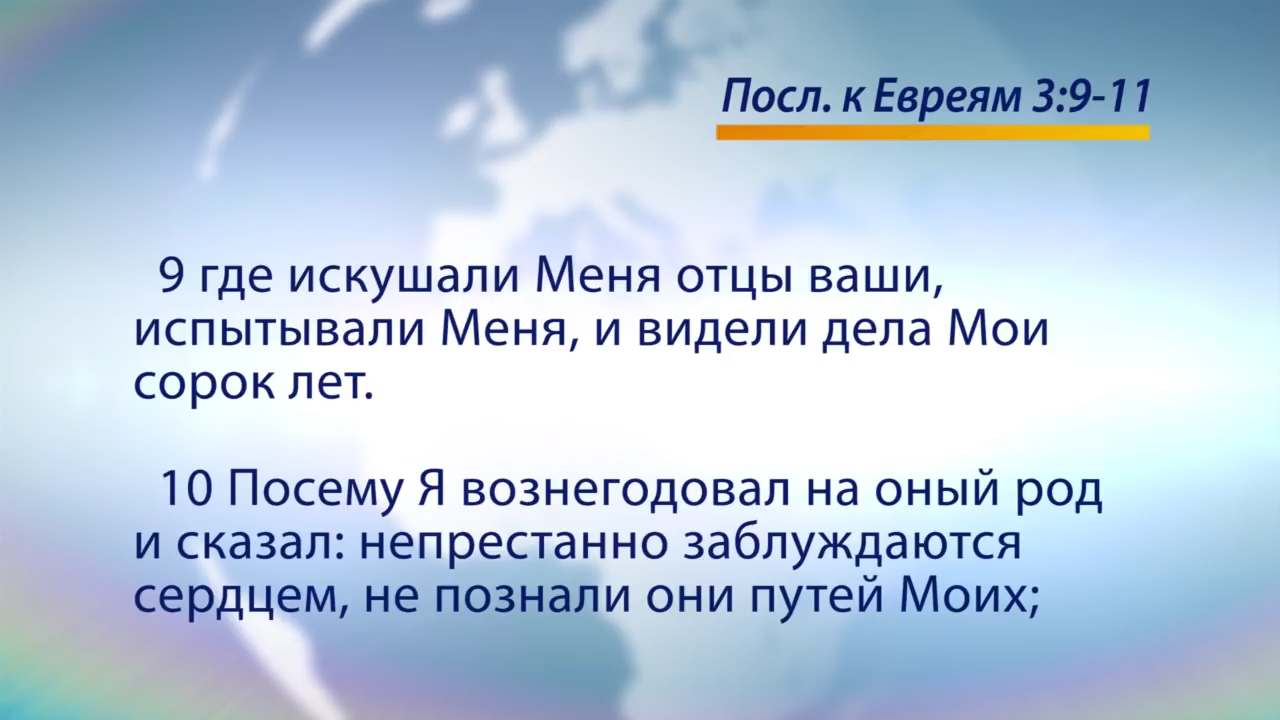 Посл. к Евреям 3:9-11
9 где искушали Меня отцы ваши,
испытывали Меня, и видели дела Мои
сорок лет.
10 Посему Я вознегодовал на оный род
и сказал: непрестанно заблуждаются
сердцем, не познали они путей Моих;